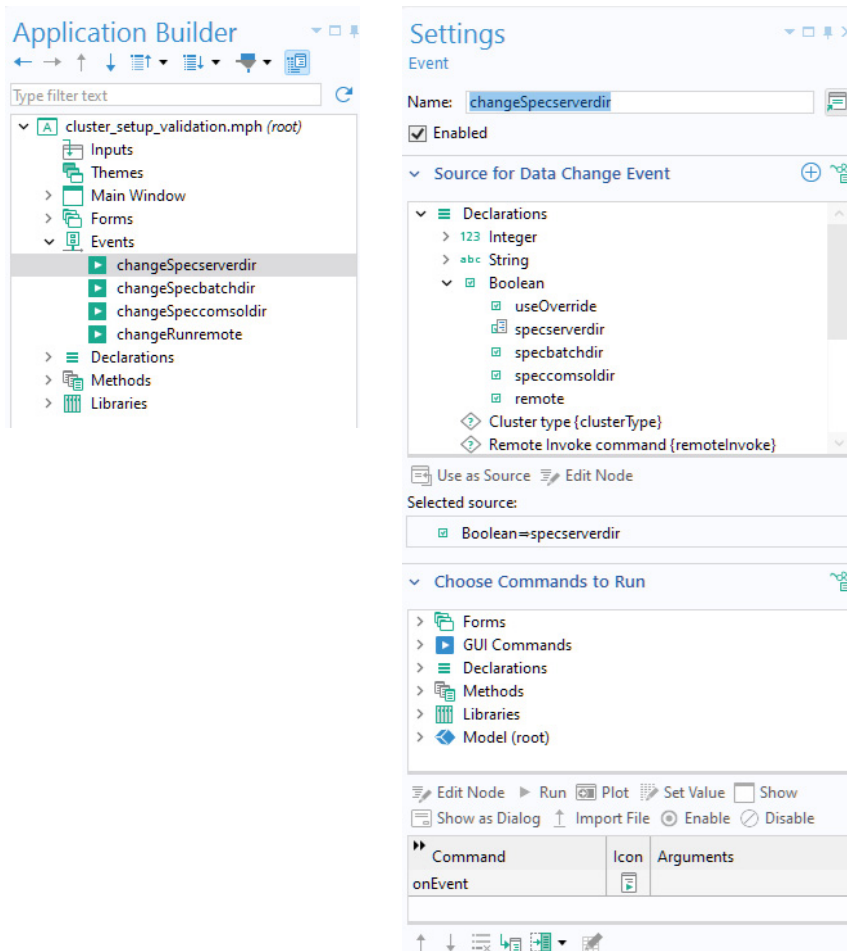 Application Builder
Type filter text
cluster_setup_validation.mph (root)
Inputs
Themes
Main Window
Forms
Events
changeSpecserverdir
changeSpecbatchdir
changeSpeccomsoldir
changeRunremote
Declarations
Methods
Libraries
Settings
Event
Name: changeSpecserverdir
Enabled
Source for Data Change Event
Declarations
123 Integer
abc String
Boolean
useOverride
specserverdir
specbatchdir
speccomsoldir
remote
Cluster type {clusterType}
Remote Invoke command {remoteInvoke}
Use as Source Edit Node
Selected source:
Boolean=specserverdir
Choose Commands to Run
Forms
GUI Commands
Declarations
Methods
Libraries
Model (root)
Edit Node Run Plot Set Value Show
Show as Dialog Import File Enable Disable
Command Icon Arguments
onEvent